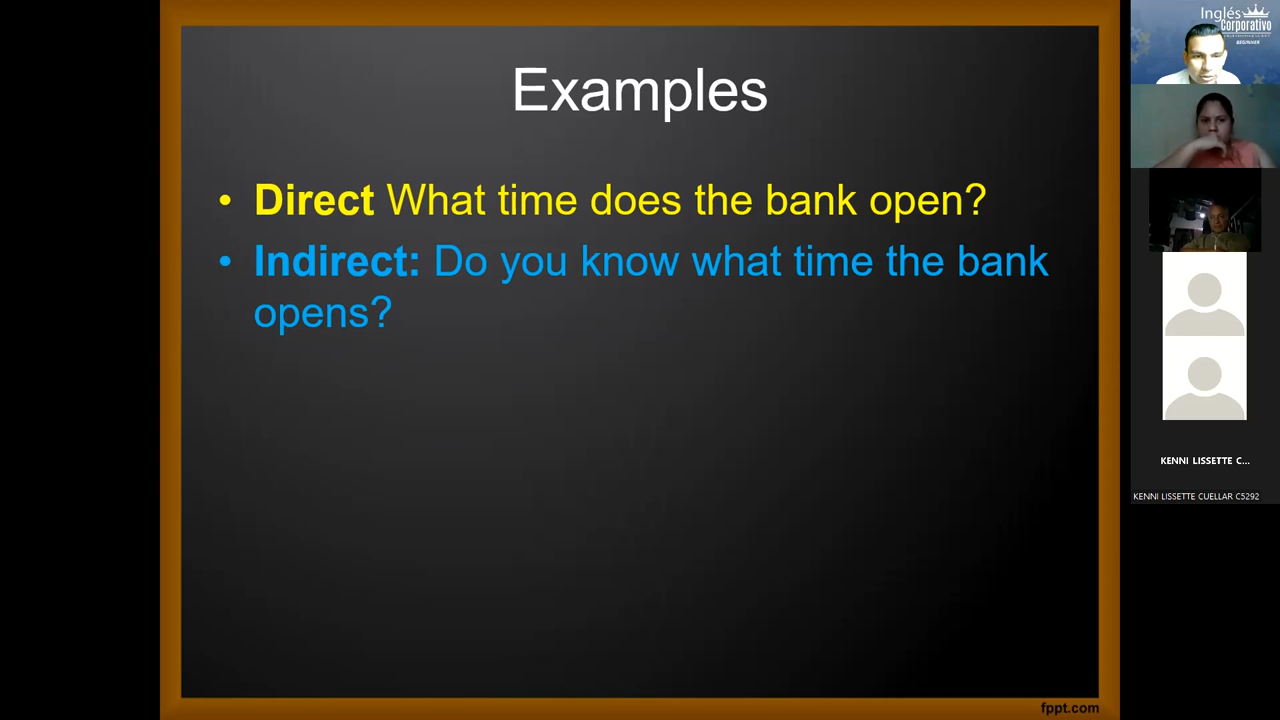 Examples
• Direct What time does the bank open?
• Indirect: Do you know what time the bank
opens?
fppt.com
Inglés
Corporativo
BEGINNER
KENNI LISSETTE C...
KENNI LISSETTE CUELLAR C5292